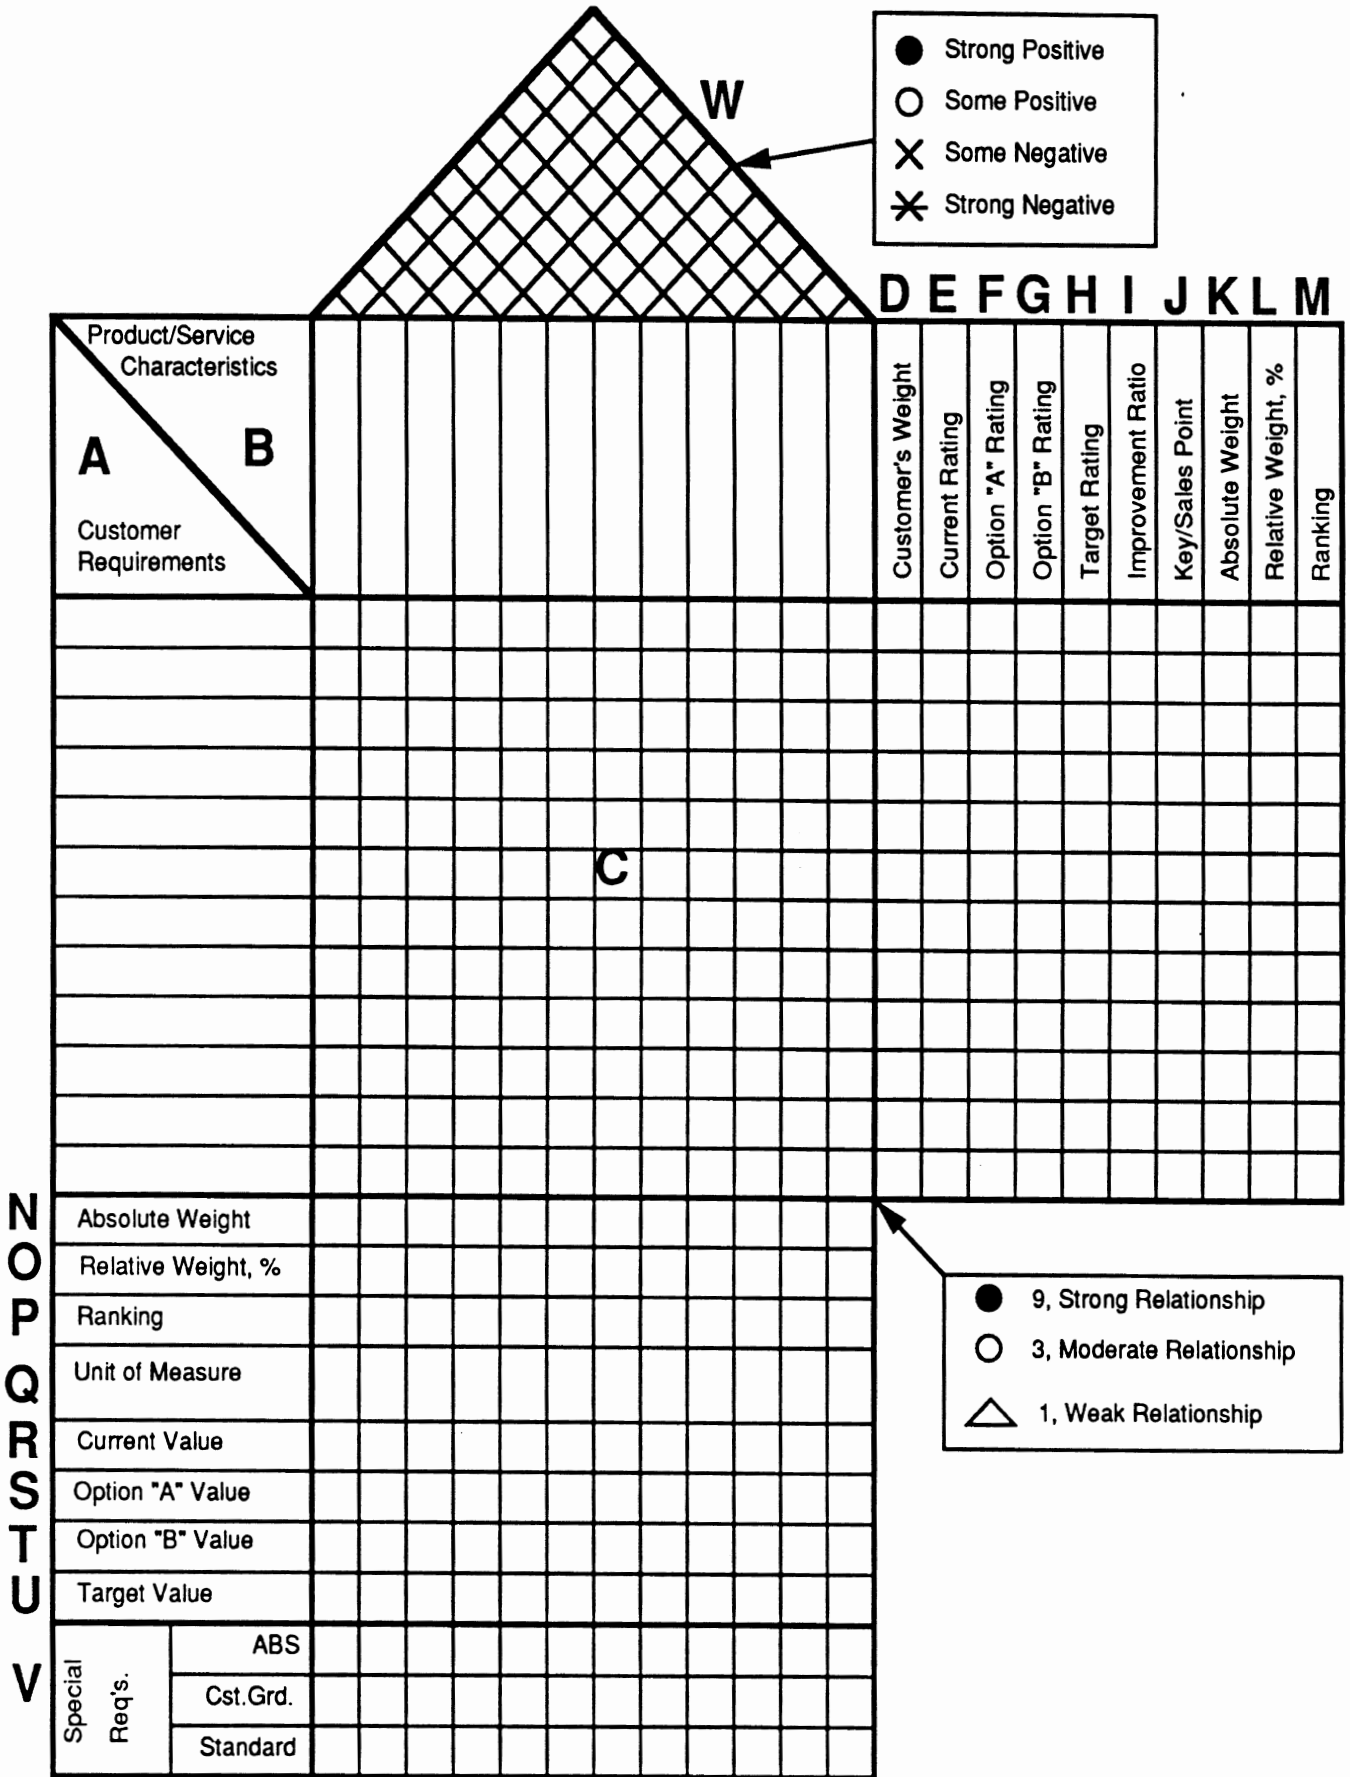 W
Strong Positive
Some Positive
Some Negative
Strong Negative
D E F G H I J K L M
Product/Service
Characteristics
A
B
Customer
Requirements
Customer's Weight
Current Rating
Option "A" Rating
Option "B" Rating
Target Rating
Improvement Ratio
Key/Sales Point
Absolute Weight
Relative Weight, %
Ranking
C
N Absolute Weight
O Relative Weight, %
P Ranking
Q Unit of Measure
R Current Value
S Option "A" Value
T Option "B" Value
U Target Value
V
Special
Req's.
ABS
Cst.Grd.
Standard
9, Strong Relationship
3, Moderate Relationship
1, Weak Relationship